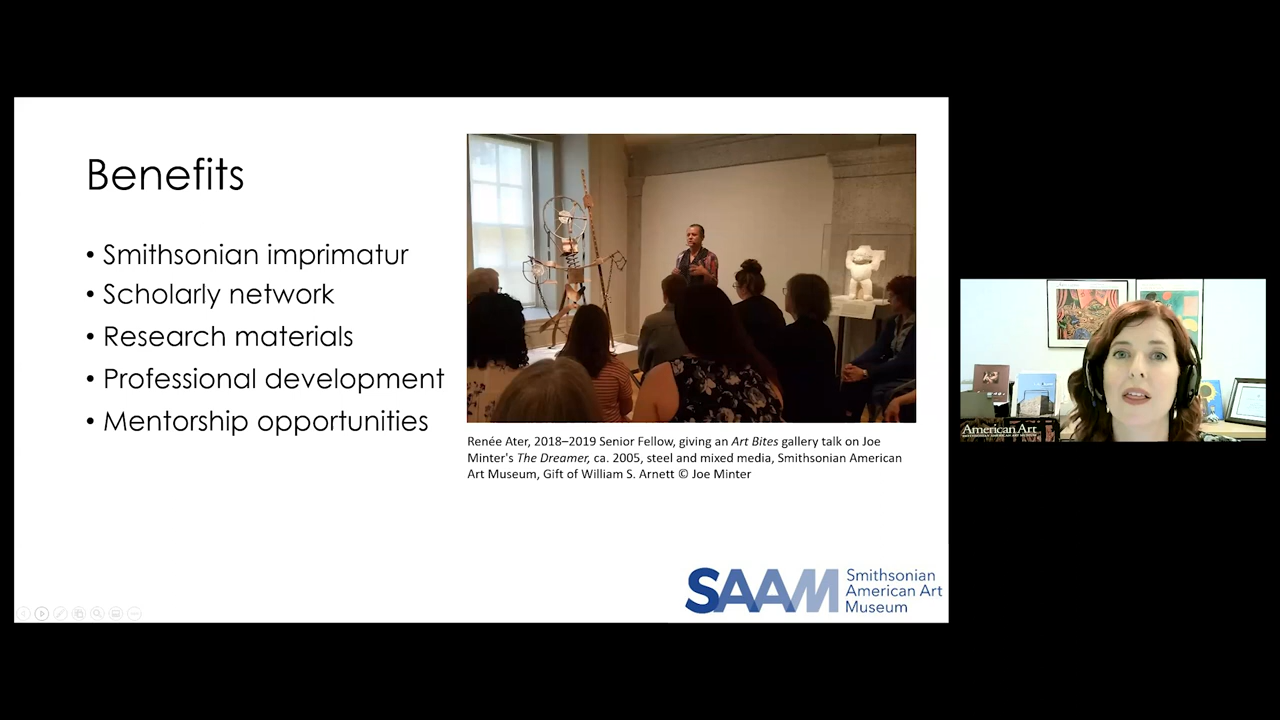 Benefits
• Smithsonian imprimatur
• Scholarly network
• Research materials
• Professional development
• Mentorship opportunities
Renée Ater, 2018–2019 Senior Fellow, giving an Art Bites gallery talk on Joe
Minter's The Dreamer, ca. 2005, steel and mixed media, Smithsonian American
Art Museum, Gift of William S. Arnett © Joe Minter
SAAM Smithsonian
American Art
Museum
American Art